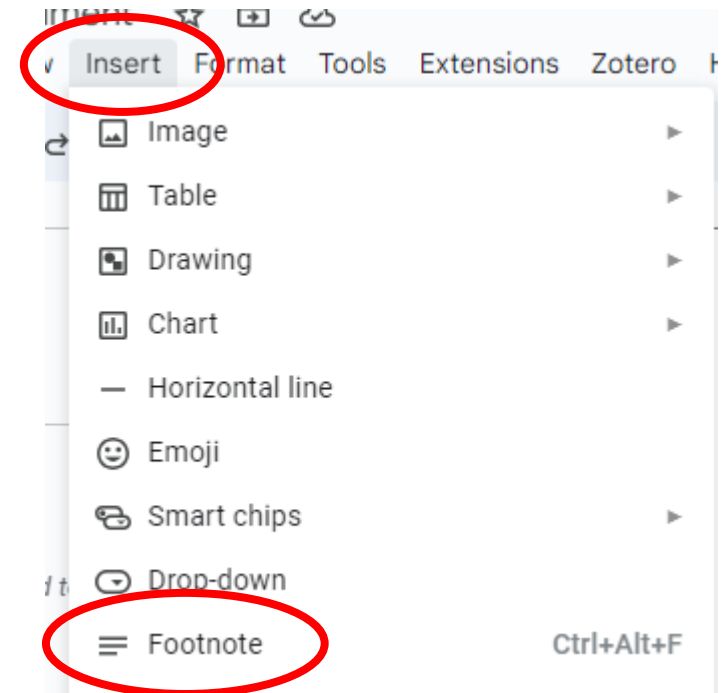 Insert Format Tools Extensions Zotero
Image
Table
Drawing
Chart
Horizontal line
Emoji
Smart chips
Drop-down
Footnote Ctrl+Alt+F